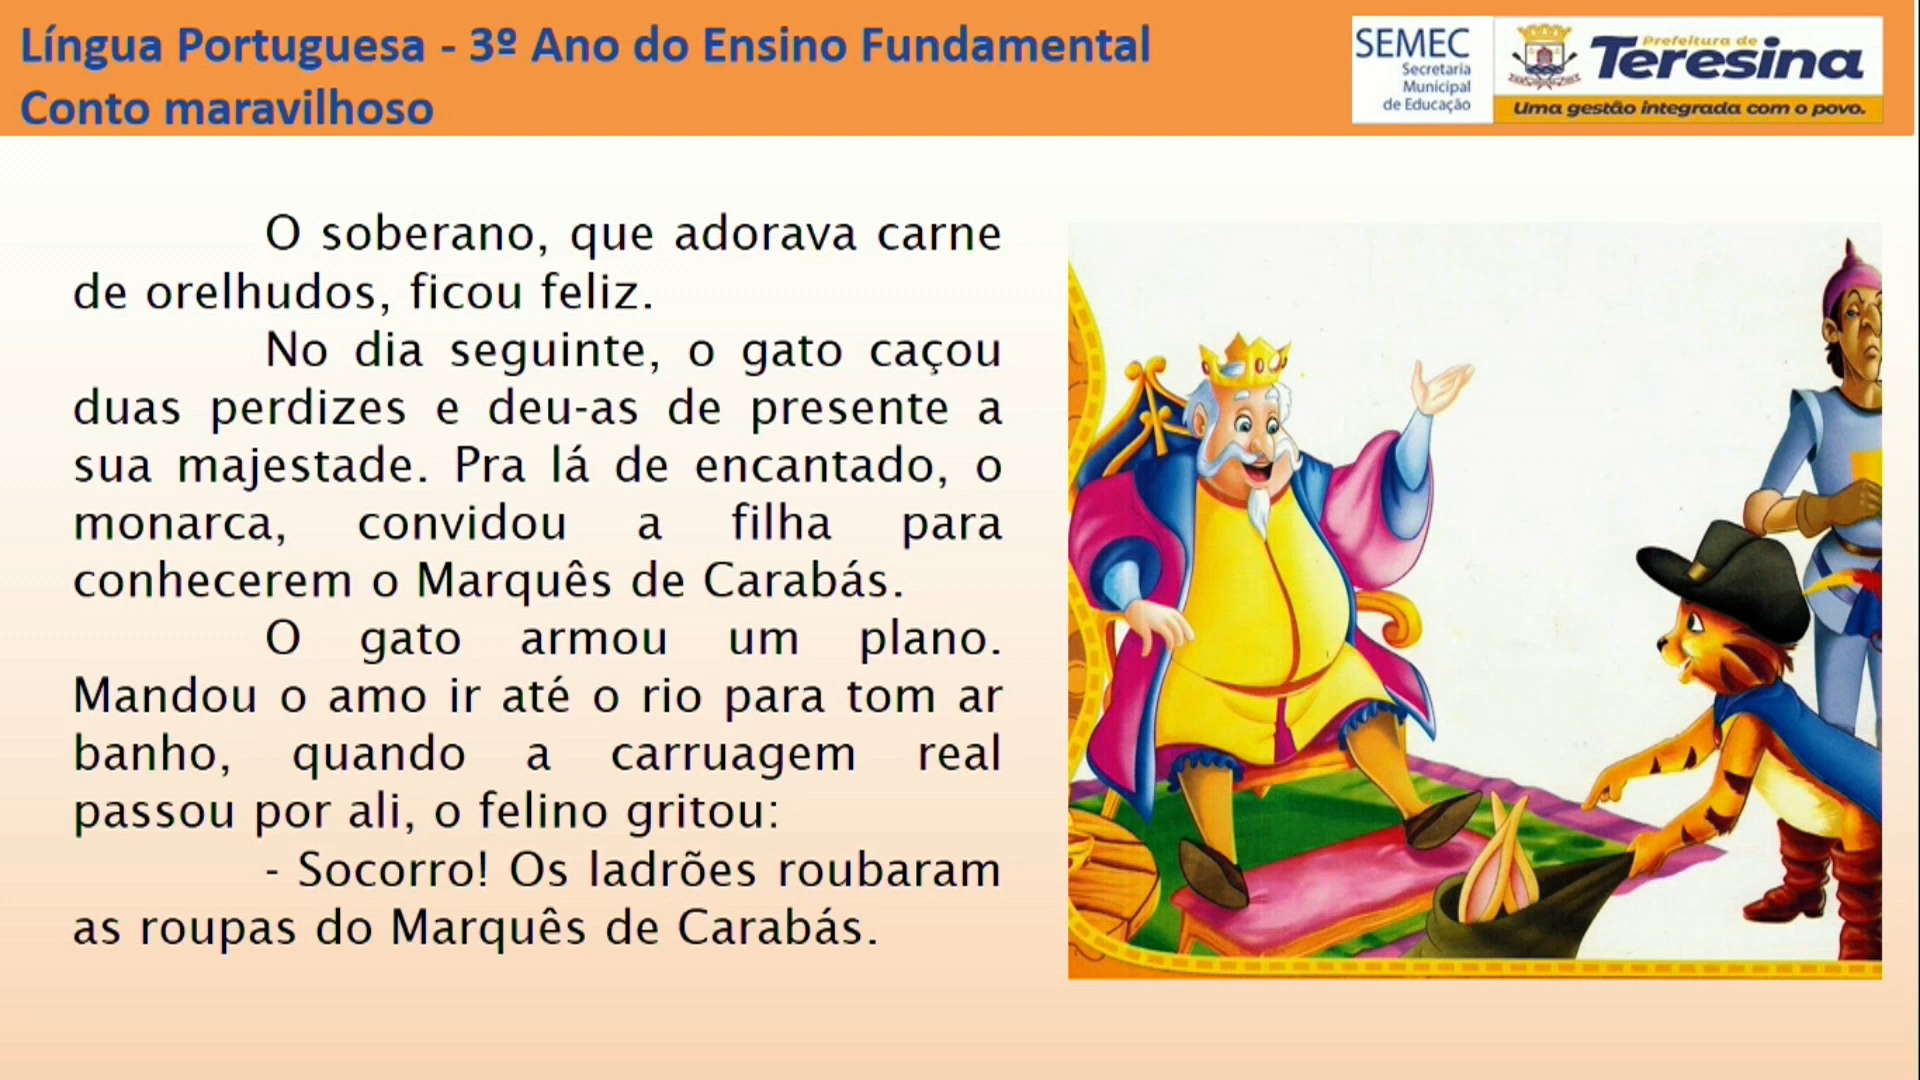 Língua Portuguesa - 3º Ano do Ensino Fundamental
Conto maravilhoso
SEMEC
Secretaria
Municipal
de Educação
Prefeitura de
Teresina
Uma gestão integrada com o povo.
O soberano, que adorava carne
de orelhudos, ficou feliz.
No dia seguinte, o gato caçou
duas perdizes e deu-as de presente a
sua majestade. Pra lá de encantado, o
monarca, convidou a filha para
conhecerem o Marquês de Carabás.
O gato armou um plano.
Mandou o amo ir até o rio para tom ar
banho, quando a carruagem real
passou por ali, o felino gritou:
- Socorro! Os ladrões roubaram
as roupas do Marquês de Carabás.